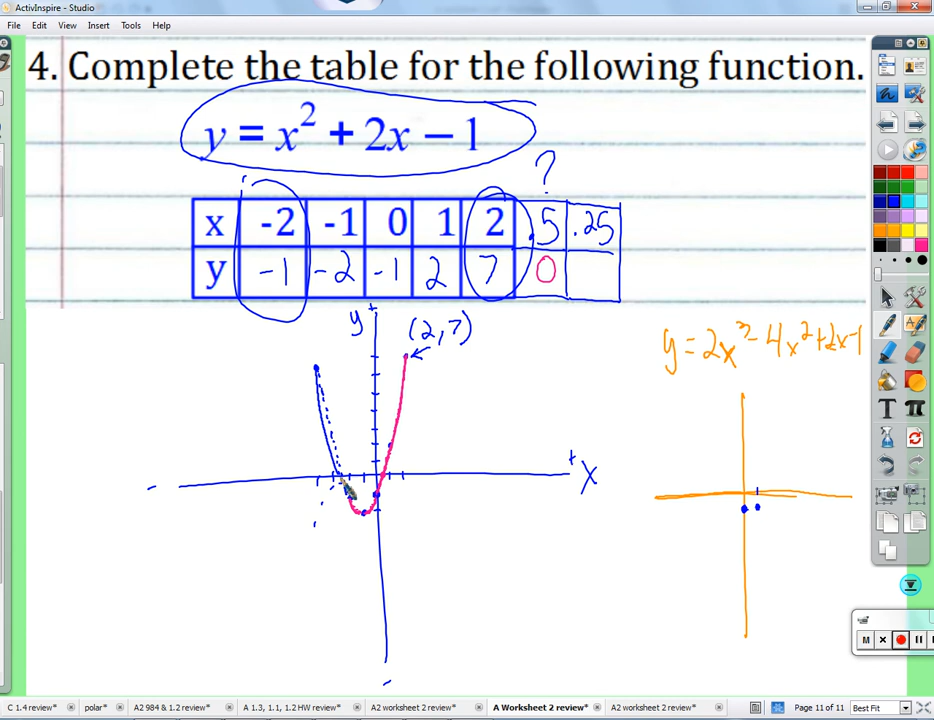 ActivInspire - Studio
File Edit View Insert Tools Help
4. Complete the table for the following function.
y = x² + 2x − 1
?
x -2 -1 0 1 2 .5 .25
y -1 -2 -1 2 7 0
y + (2,7)
y = 2x³ - 4x² + 2x - 1
+
- x
-
M
C 1.4 review* polar* A2 984 & 1.2 review* A 1.3, 1.1, 1.2 HW review* A2 worksheet 2 review* A Worksheet 2 review* A2 worksheet 2 review* Page 11 of 11 Best Fit